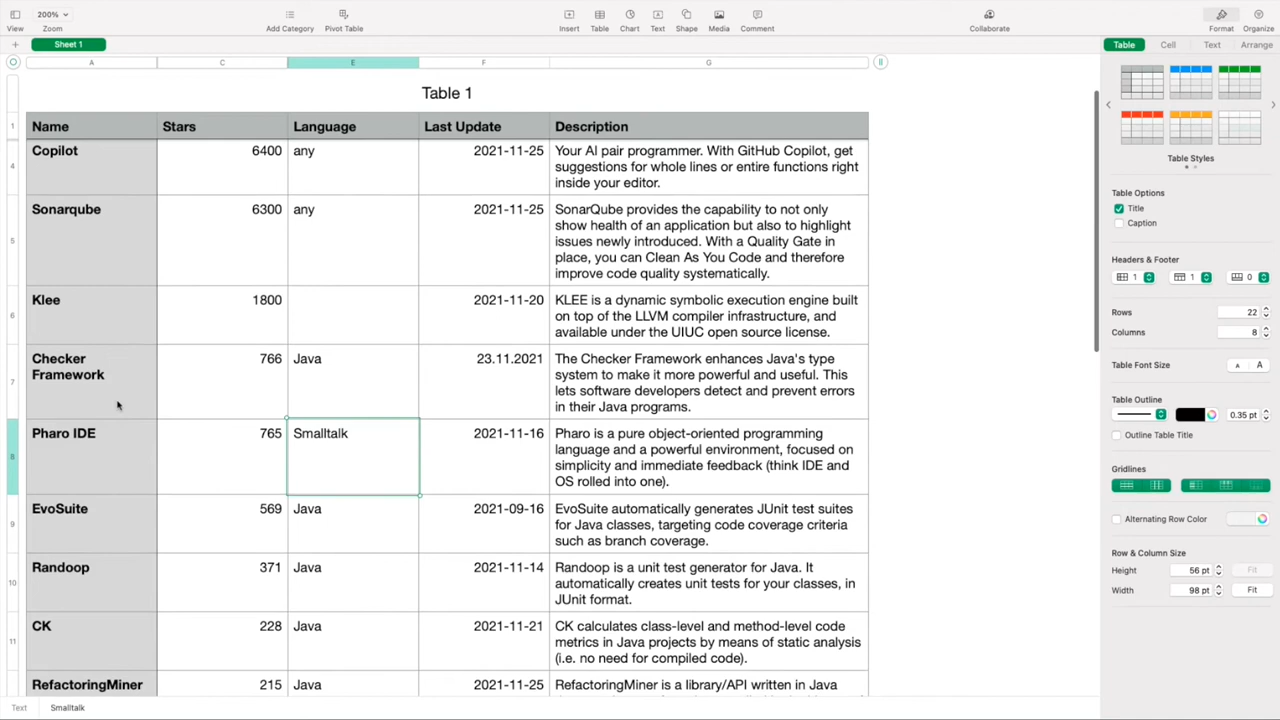 200%
View
Zoom
Add Category
Pivot Table
Insert
Table
Chart
Text
Shape
Media
Comment
Collaborate
Format
Organize
Sheet 1
Table
Cell
Text
Arrange
A
C
E
F
G
Table 1
1
Name
Stars
Language
Last Update
Description
4
Copilot
6400
any
2021-11-25
Your AI pair programmer. With GitHub Copilot, get
suggestions for whole lines or entire functions right
inside your editor.
5
Sonarqube
6300
any
2021-11-25
SonarQube provides the capability to not only
show health of an application but also to highlight
issues newly introduced. With a Quality Gate in
place, you can Clean As You Code and therefore
improve code quality systematically.
6
Klee
1800
2021-11-20
KLEE is a dynamic symbolic execution engine built
on top of the LLVM compiler infrastructure, and
available under the UIUC open source license.
7
Checker
Framework
766
Java
23.11.2021
The Checker Framework enhances Java's type
system to make it more powerful and useful. This
lets software developers detect and prevent errors
in their Java programs.
8
Pharo IDE
765
Smalltalk
2021-11-16
Pharo is a pure object-oriented programming
language and a powerful environment, focused on
simplicity and immediate feedback (think IDE and
OS rolled into one).
9
EvoSuite
569
Java
2021-09-16
EvoSuite automatically generates JUnit test suites
for Java classes, targeting code coverage criteria
such as branch coverage.
10
Randoop
371
Java
2021-11-14
Randoop is a unit test generator for Java. It
automatically creates unit tests for your classes, in
JUnit format.
11
CK
228
Java
2021-11-21
CK calculates class-level and method-level code
metrics in Java projects by means of static analysis
(i.e. no need for compiled code).
RefactoringMiner
215
Java
2021-11-25
RefactoringMiner is a library/API written in Java
Text
Smalltalk
Table Styles
Table Options
Title
Caption
Headers & Footer
1
1
0
Rows
22
Columns
8
Table Font Size
A
A
Table Outline
0.35 pt
Outline Table Title
Gridlines
Alternating Row Color
Row & Column Size
Height
56 pt
Fit
Width
98 pt
Fit